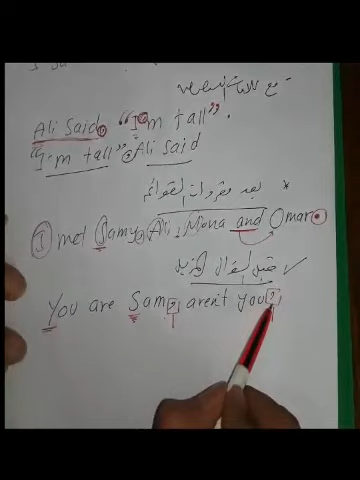 مع علامات التنصيص -
Ali Said, "I'm tall".
"I'm tall", Ali said
* بعد مفردات القوائم
I met Samy, Ali, Mona and Omar.
✓ قبل السؤال المذيل
You are Sam, aren't you?